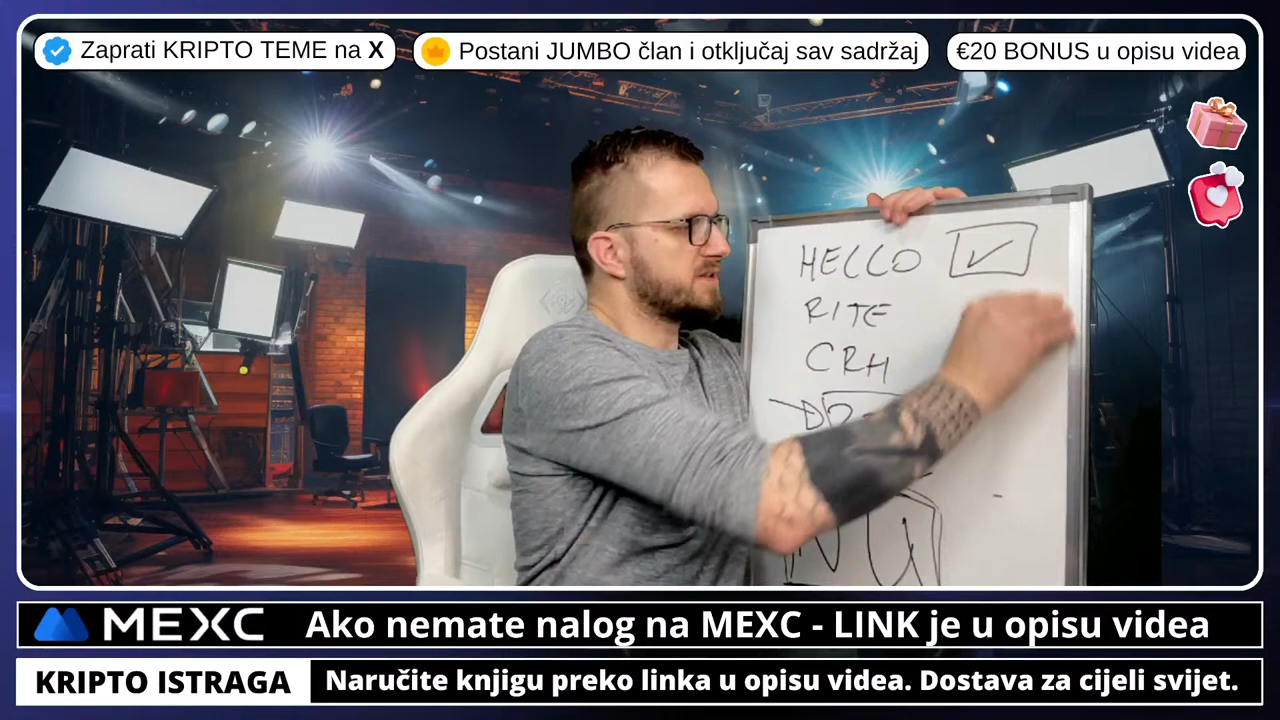 Zaprati KRIPTO TEME na X
Postani JUMBO član i otključaj sav sadržaj
€20 BONUS u opisu videa
HELLO
RITE
CRH
MEXC
Ako nemate nalog na MEXC - LINK je u opisu videa
KRIPTO ISTRAGA
Naručite knjigu preko linka u opisu videa. Dostava za cijeli svijet.